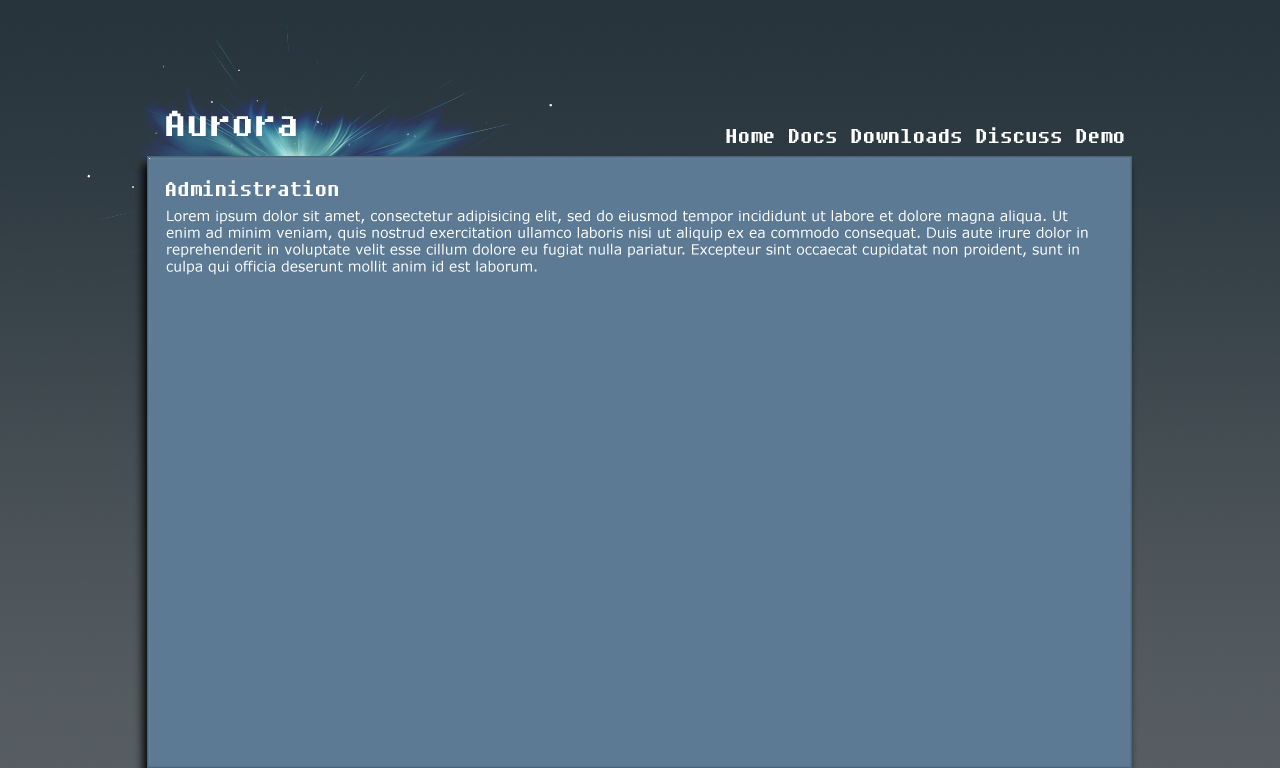 Aurora
Home Docs Downloads Discuss Demo
Administration
Lorem ipsum dolor sit amet, consectetur adipisicing elit, sed do eiusmod tempor incididunt ut labore et dolore magna aliqua. Ut
enim ad minim veniam, quis nostrud exercitation ullamco laboris nisi ut aliquip ex ea commodo consequat. Duis aute irure dolor in
reprehenderit in voluptate velit esse cillum dolore eu fugiat nulla pariatur. Excepteur sint occaecat cupidatat non proident, sunt in
culpa qui officia deserunt mollit anim id est laborum.